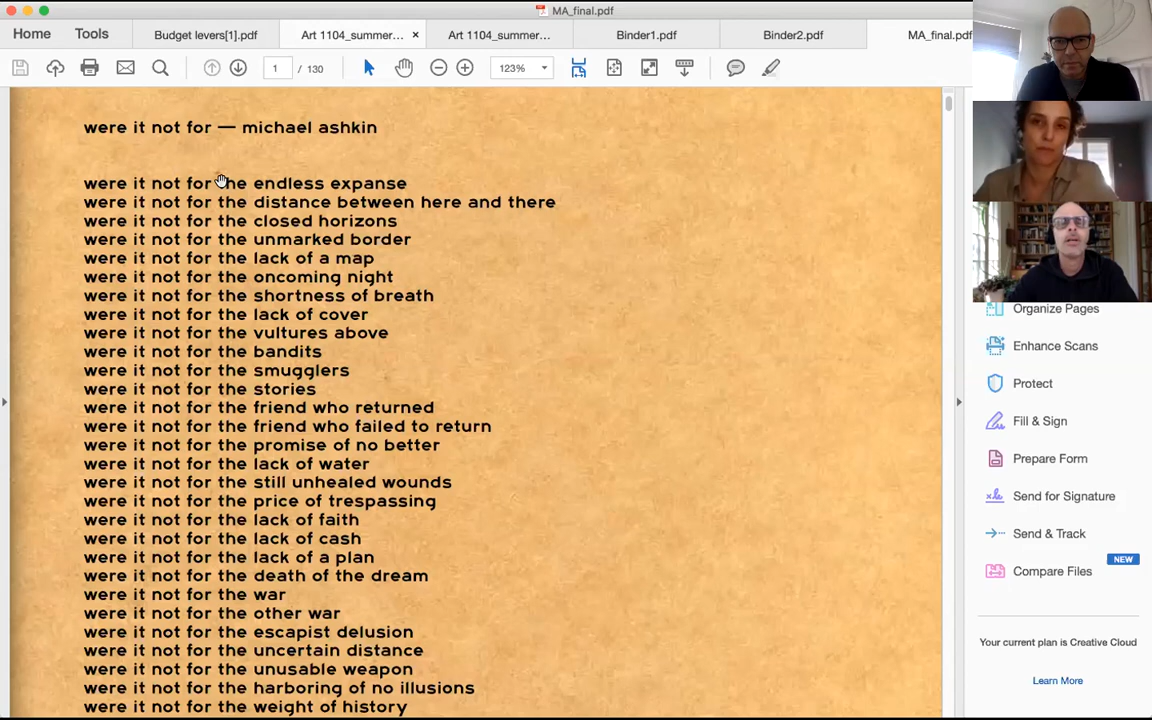 MA_final.pdf
Home
Tools
Budget levers[1].pdf
Art 1104_summer... ×
Art 1104_summer...
Binder1.pdf
Binder2.pdf
MA_final.pdf
1 / 130
123%
were it not for — michael ashkin
were it not for the endless expanse
were it not for the distance between here and there
were it not for the closed horizons
were it not for the unmarked border
were it not for the lack of a map
were it not for the oncoming night
were it not for the shortness of breath
were it not for the lack of cover
were it not for the vultures above
were it not for the bandits
were it not for the smugglers
were it not for the stories
were it not for the friend who returned
were it not for the friend who failed to return
were it not for the promise of no better
were it not for the lack of water
were it not for the still unhealed wounds
were it not for the price of trespassing
were it not for the lack of faith
were it not for the lack of cash
were it not for the lack of a plan
were it not for the death of the dream
were it not for the war
were it not for the other war
were it not for the escapist delusion
were it not for the uncertain distance
were it not for the unusable weapon
were it not for the harboring of no illusions
were it not for the weight of history
Organize Pages
Enhance Scans
Protect
Fill & Sign
Prepare Form
Send for Signature
Send & Track
NEW
Compare Files
Your current plan is Creative Cloud
Learn More